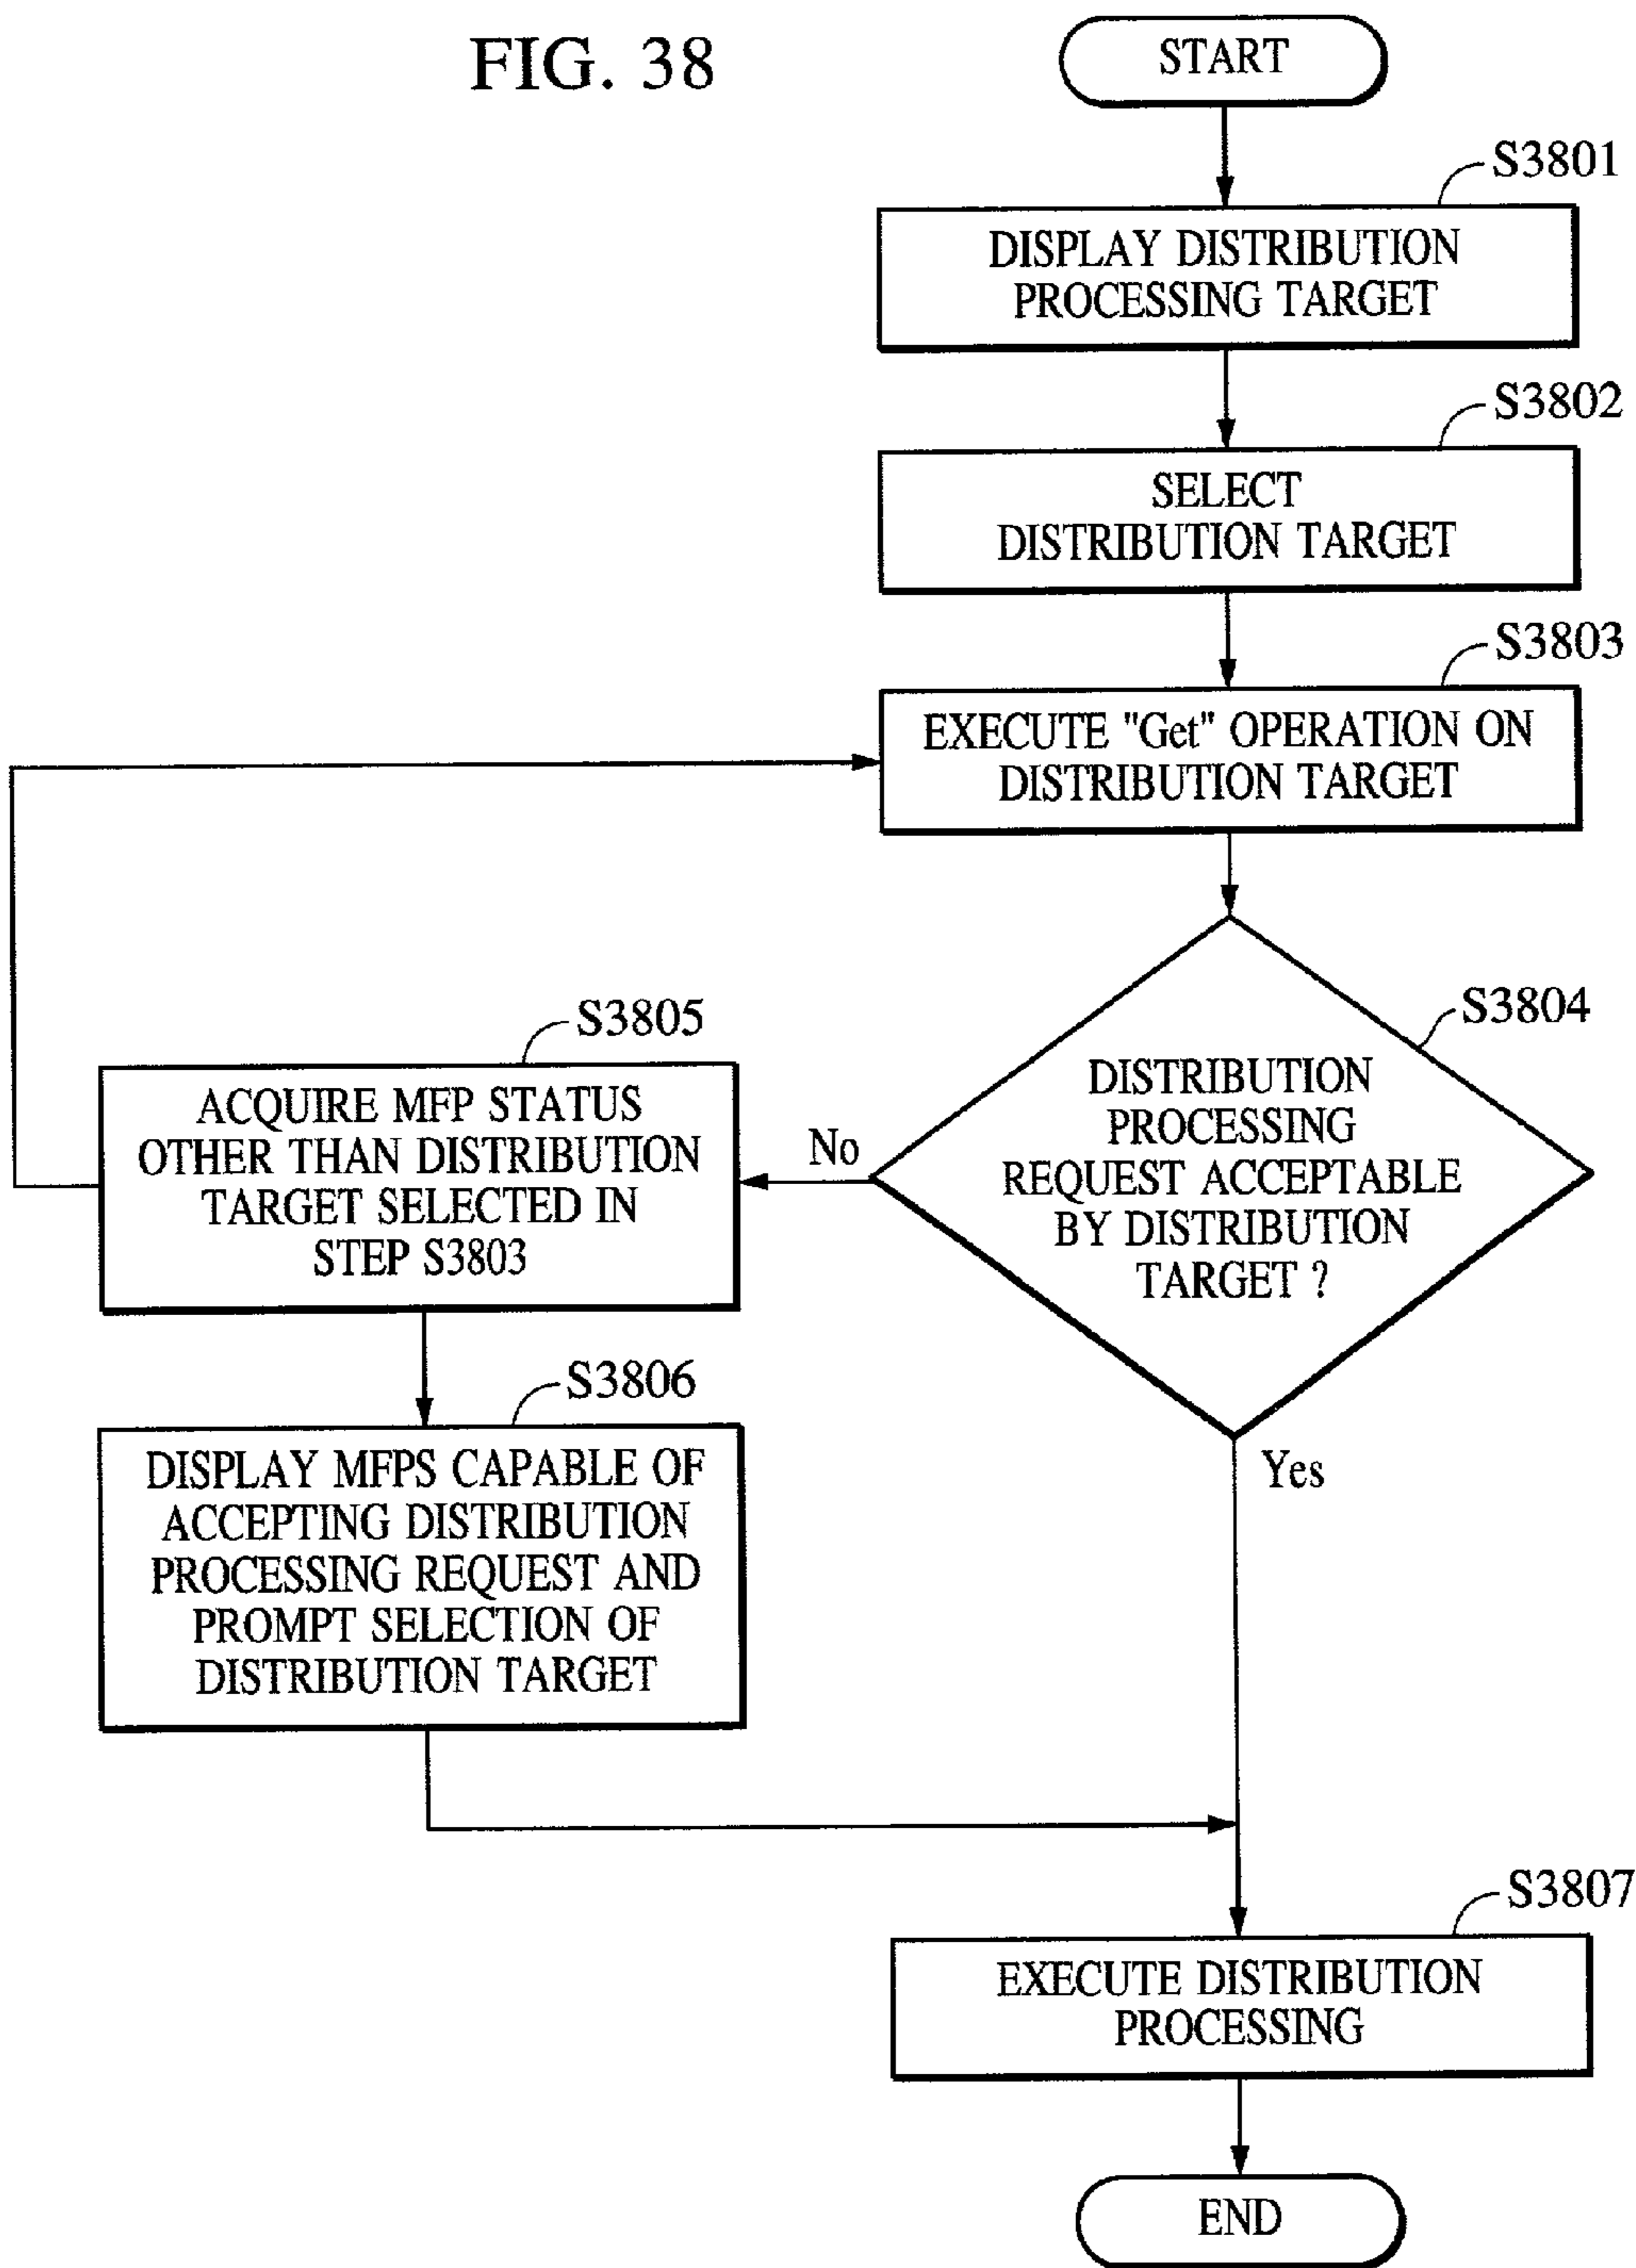 FIG. 38
START
S3801
DISPLAY DISTRIBUTION
PROCESSING TARGET
S3802
SELECT
DISTRIBUTION TARGET
S3803
EXECUTE "Get" OPERATION ON
DISTRIBUTION TARGET
S3804
DISTRIBUTION
PROCESSING
REQUEST ACCEPTABLE
BY DISTRIBUTION
TARGET ?
No
S3805
ACQUIRE MFP STATUS
OTHER THAN DISTRIBUTION
TARGET SELECTED IN
STEP S3803
S3806
DISPLAY MFPS CAPABLE OF
ACCEPTING DISTRIBUTION
PROCESSING REQUEST AND
PROMPT SELECTION OF
DISTRIBUTION TARGET
Yes
S3807
EXECUTE DISTRIBUTION
PROCESSING
END